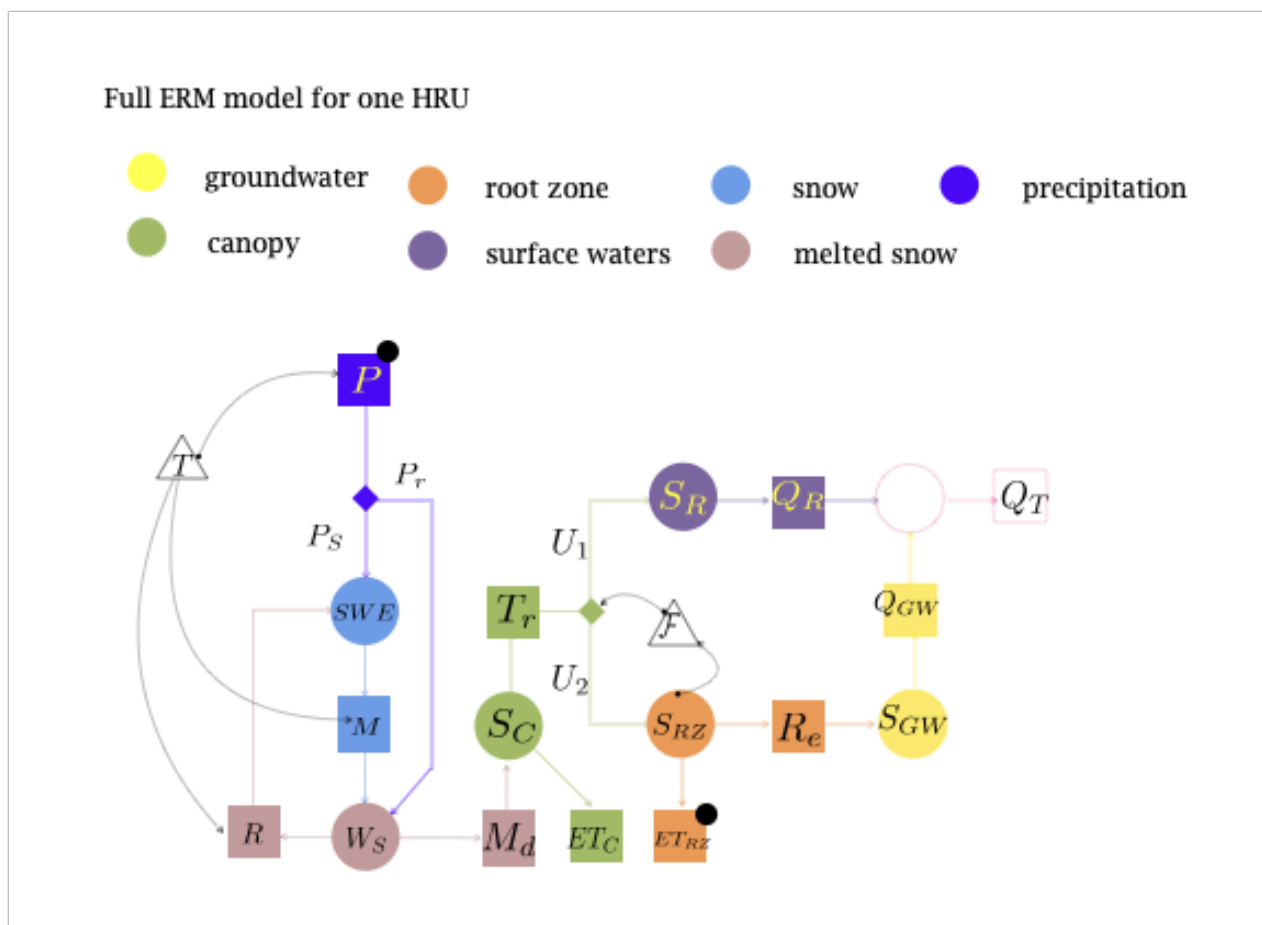 Full ERM model for one HRU
groundwater
root zone
snow
precipitation
canopy
surface waters
melted snow
P
T
P_r
P_S
S_R
Q_R
Q_T
U_1
SWE
T_r
F
Q_GW
U_2
M
S_C
S_RZ
R_e
S_GW
R
W_S
M_d
ET_C
ET_RZ